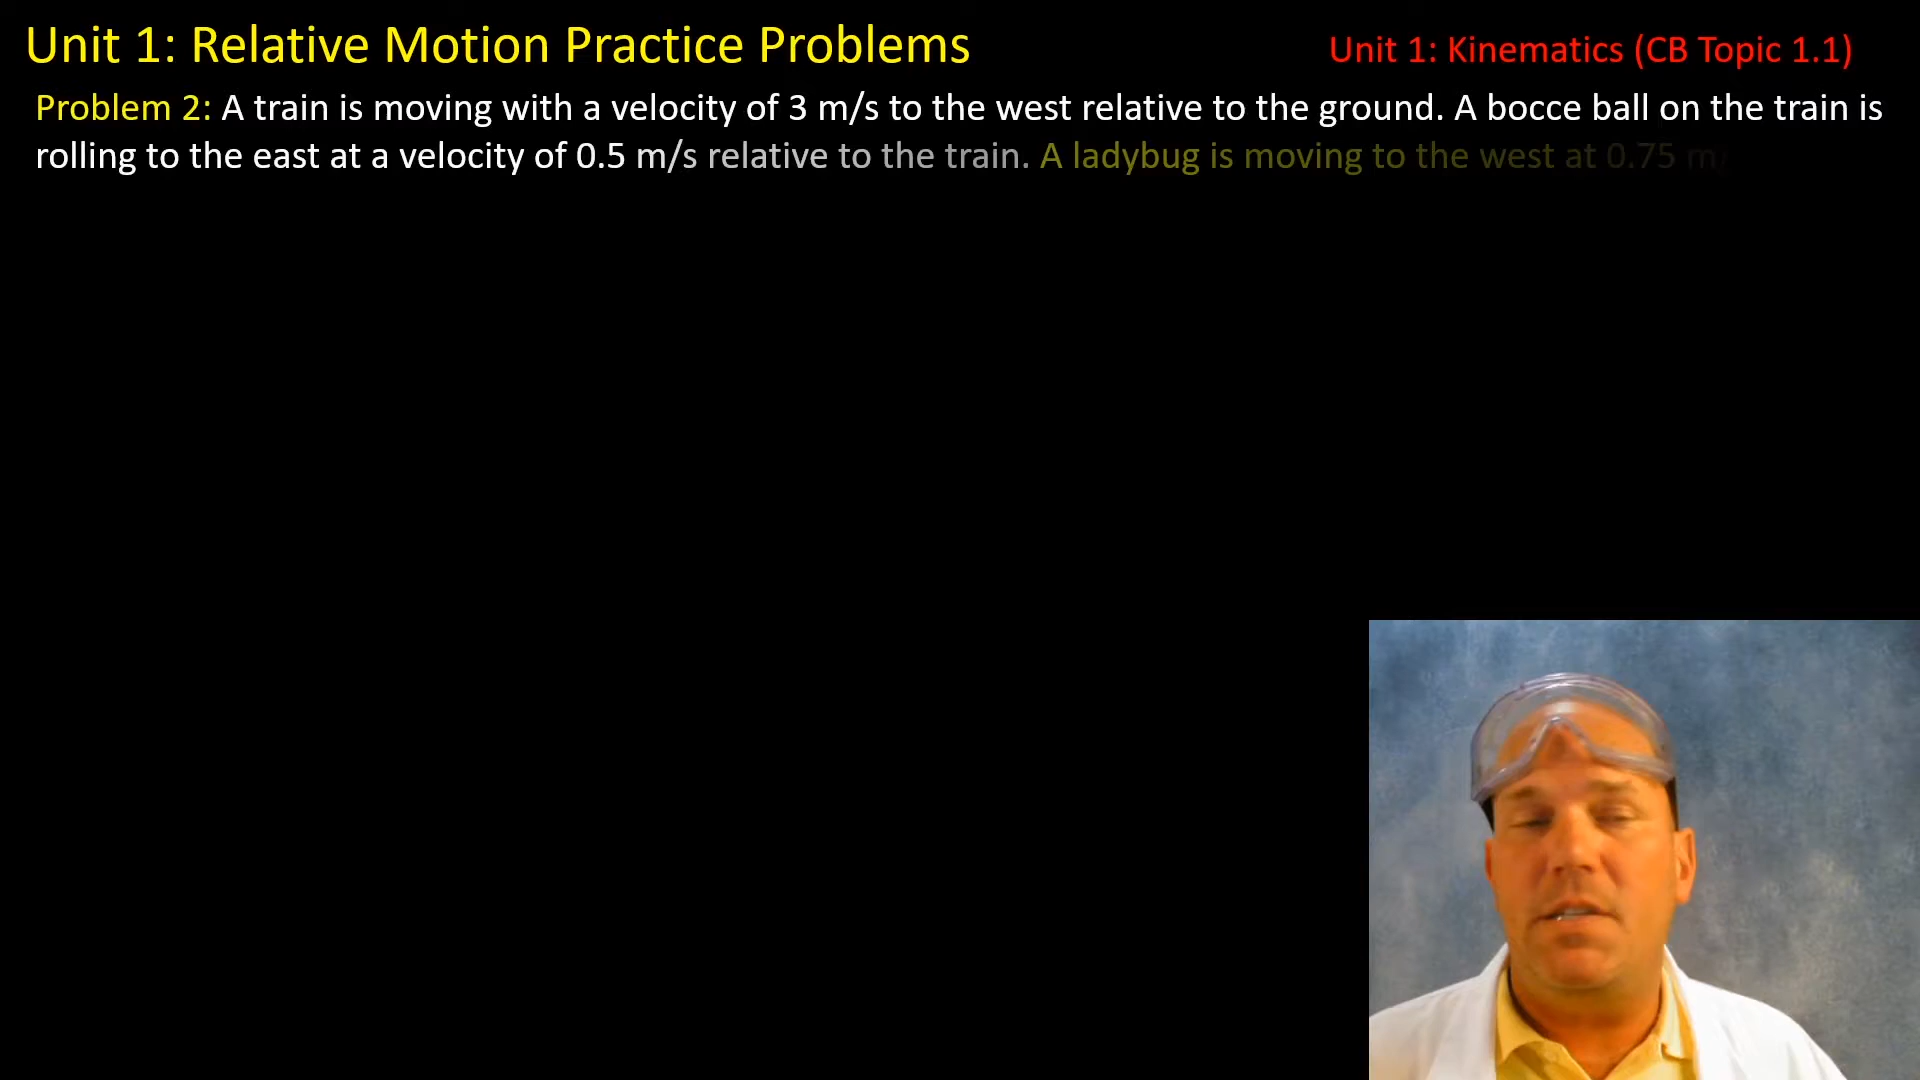 Unit 1: Relative Motion Practice Problems
Unit 1: Kinematics (CB Topic 1.1)
Problem 2: A train is moving with a velocity of 3 m/s to the west relative to the ground. A bocce ball on the train is
rolling to the east at a velocity of 0.5 m/s relative to the train. A ladybug is moving to the west at 0.75 m/